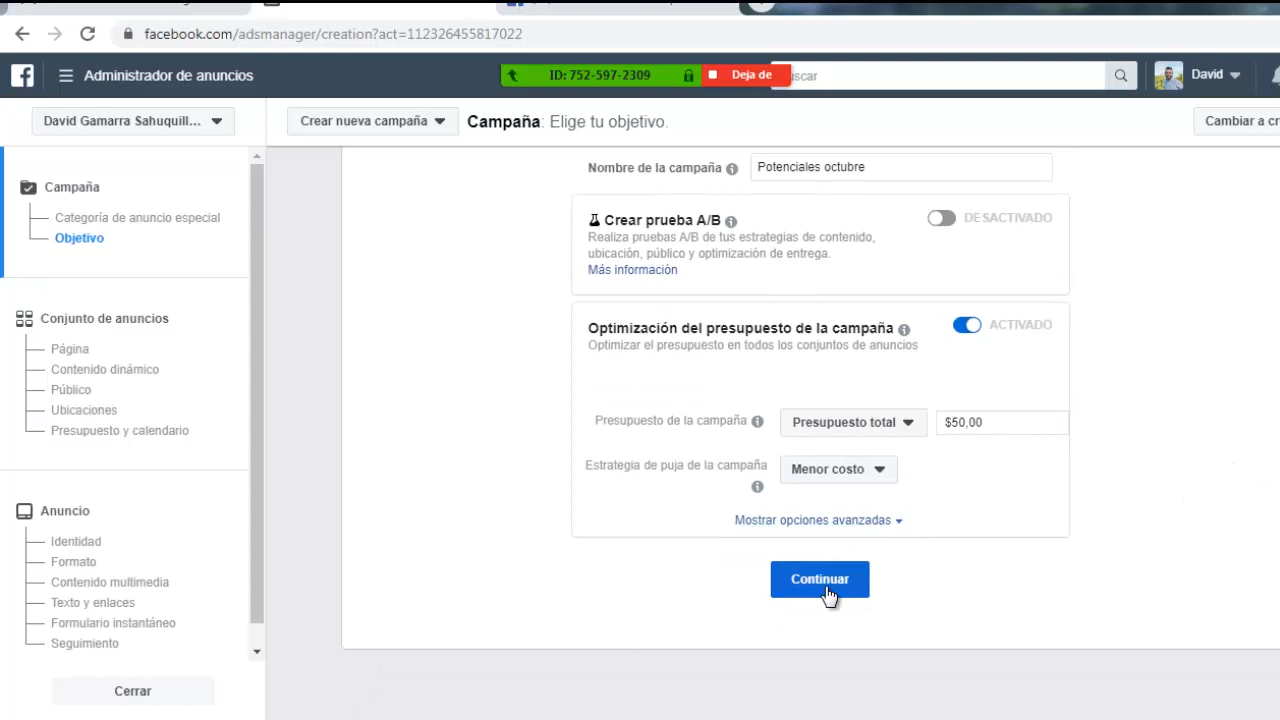 facebook.com/adsmanager/creation?act=112326455817022
Administrador de anuncios
ID: 752-597-2309
Deja de
scar
David
David Gamarra Sahuquill...
Crear nueva campaña
Campaña: Elige tu objetivo.
Cambiar a cr
Campaña
Categoría de anuncio especial
Objetivo
Conjunto de anuncios
Página
Contenido dinámico
Público
Ubicaciones
Presupuesto y calendario
Anuncio
Identidad
Formato
Contenido multimedia
Texto y enlaces
Formulario instantáneo
Seguimiento
Cerrar
Nombre de la campaña
Potenciales octubre
Crear prueba A/B
DESACTIVADO
Realiza pruebas A/B de tus estrategias de contenido,
ubicación, público y optimización de entrega.
Más información
Optimización del presupuesto de la campaña
ACTIVADO
Optimizar el presupuesto en todos los conjuntos de anuncios
Presupuesto de la campaña
Presupuesto total
$50,00
Estrategia de puja de la campaña
Menor costo
Mostrar opciones avanzadas
Continuar